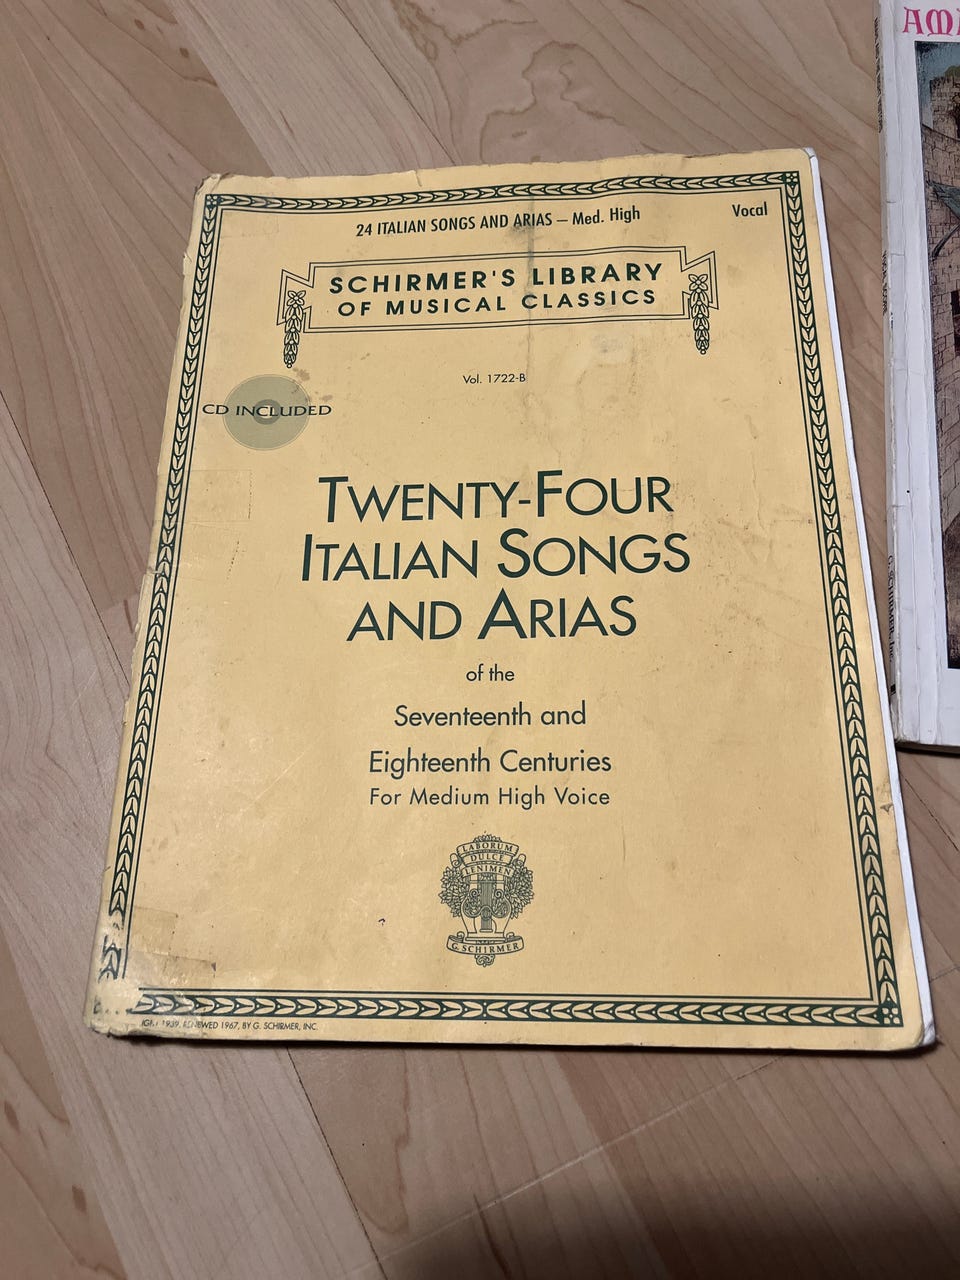 24 ITALIAN SONGS AND ARIAS – Med. High
Vocal
SCHIRMER'S LIBRARY
OF MUSICAL CLASSICS
Vol. 1722-B
CD INCLUDED
TWENTY-FOUR
ITALIAN SONGS
AND ARIAS
of the
Seventeenth and
Eighteenth Centuries
For Medium High Voice
LABORUM
DULCE
LENIMEN
G. SCHIRMER
1939, RENEWED 1967, BY G. SCHIRMER, INC.